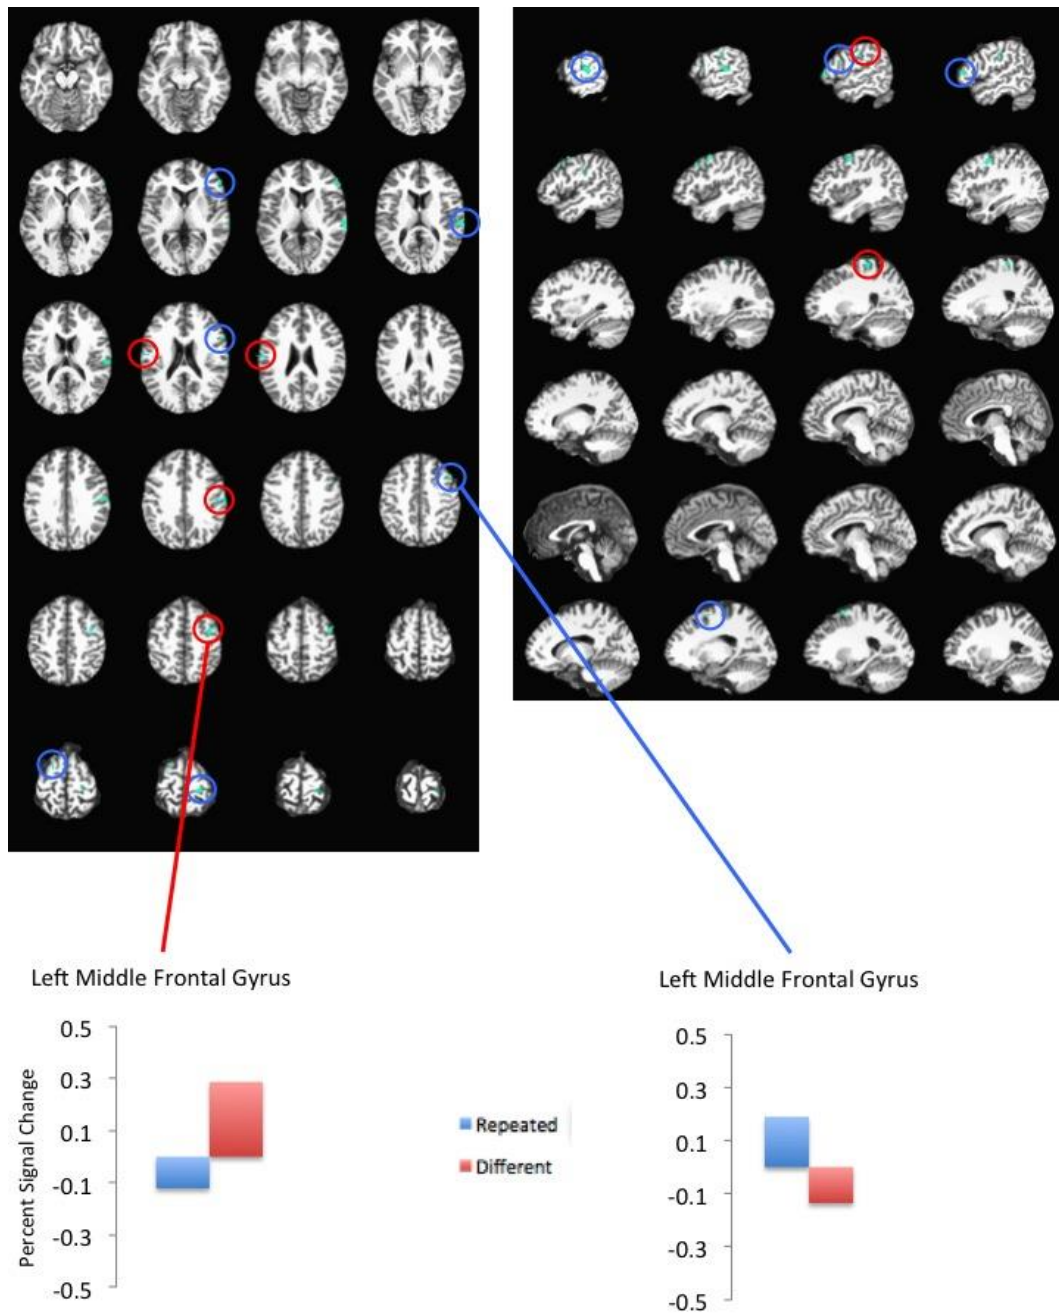 Left Middle Frontal Gyrus
Left Middle Frontal Gyrus
Percent Signal Change
0.5
0.3
0.1
-0.1
-0.3
-0.5
Repeated
Different
0.5
0.3
0.1
-0.1
-0.3
-0.5